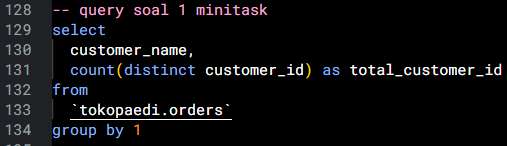 128 -- query soal 1 minitask
129 select
130 customer_name,
131 count(distinct customer_id) as total_customer_id
132 from
133 `tokopaedi.orders`
134 group by 1